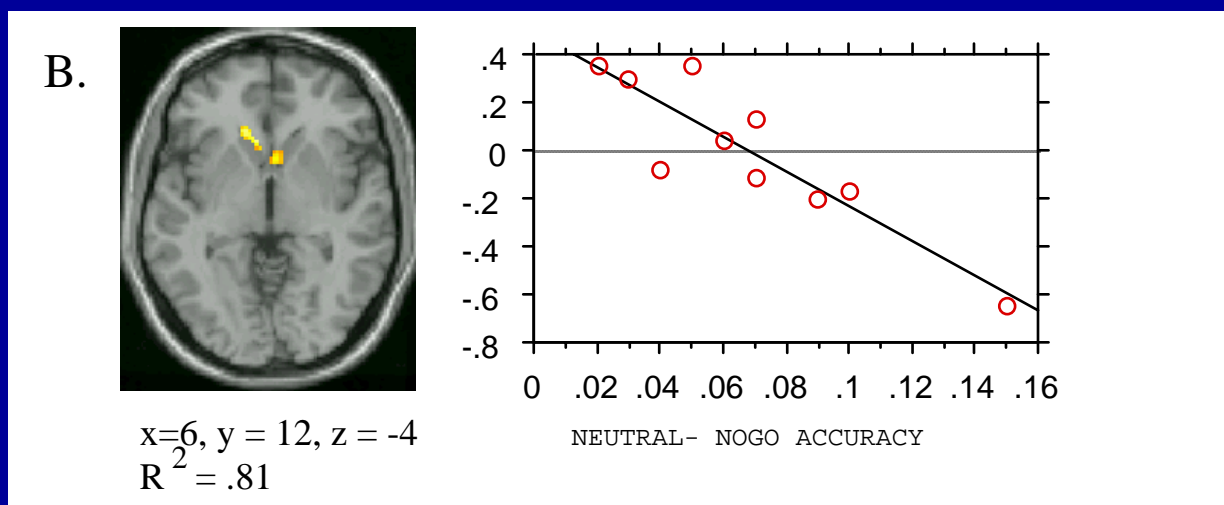 B.
.4
.2
0
-.2
-.4
-.6
-.8
0 .02 .04 .06 .08 .1 .12 .14 .16
NEUTRAL- NOGO ACCURACY
x=6, y = 12, z = -4
R² = .81